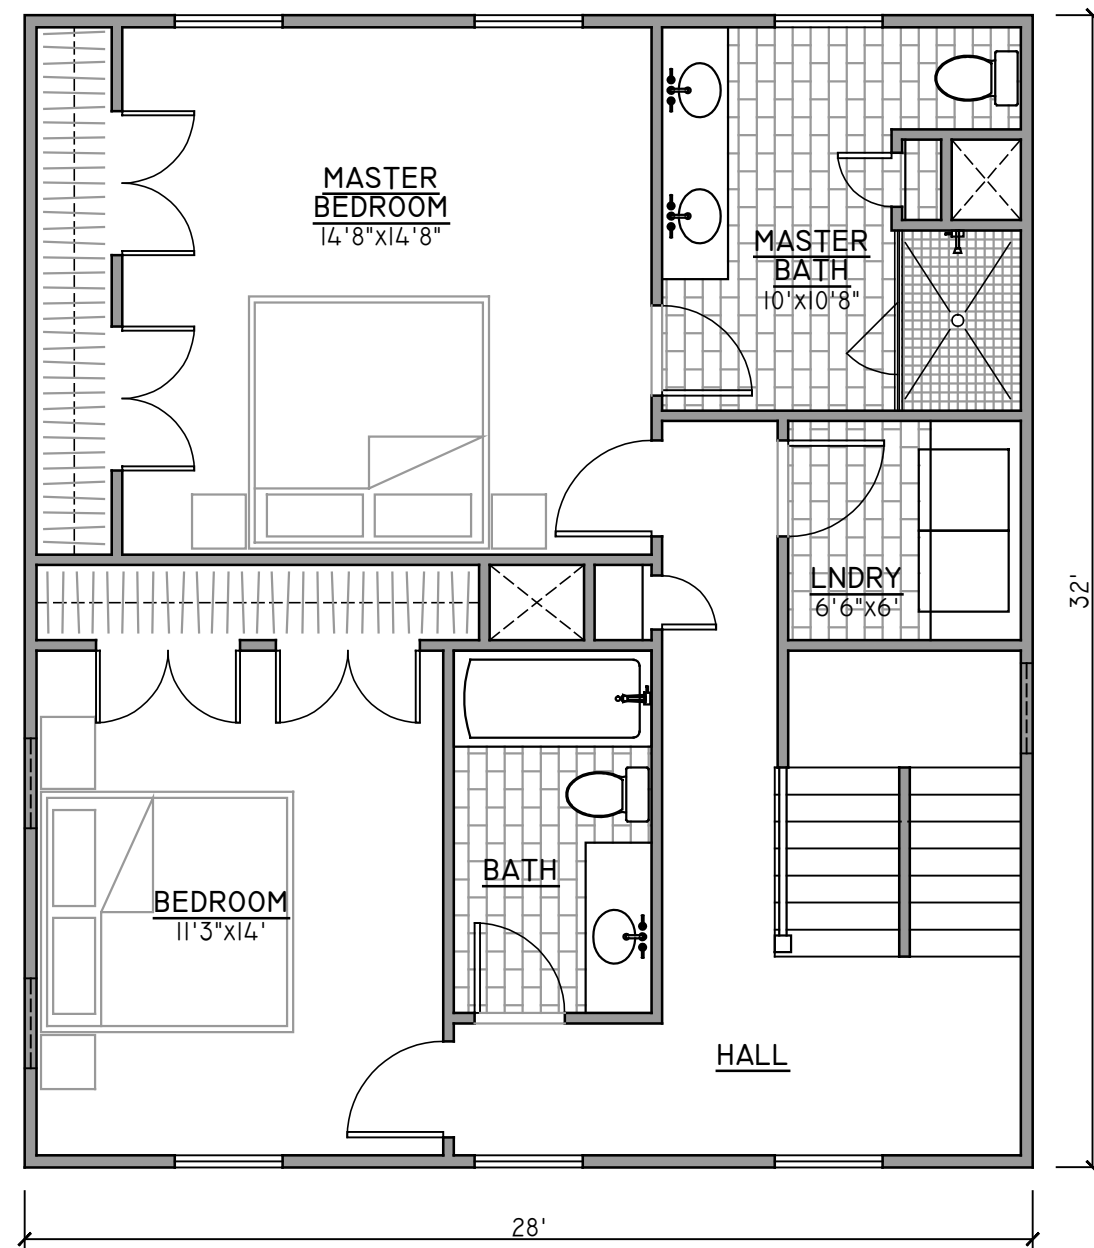 MASTER
BEDROOM
14'8"x14'8"
MASTER
BATH
10'x10'8"
LNDRY
6'6"x6'
32'
BATH
BEDROOM
11'3"x14'
HALL
28'